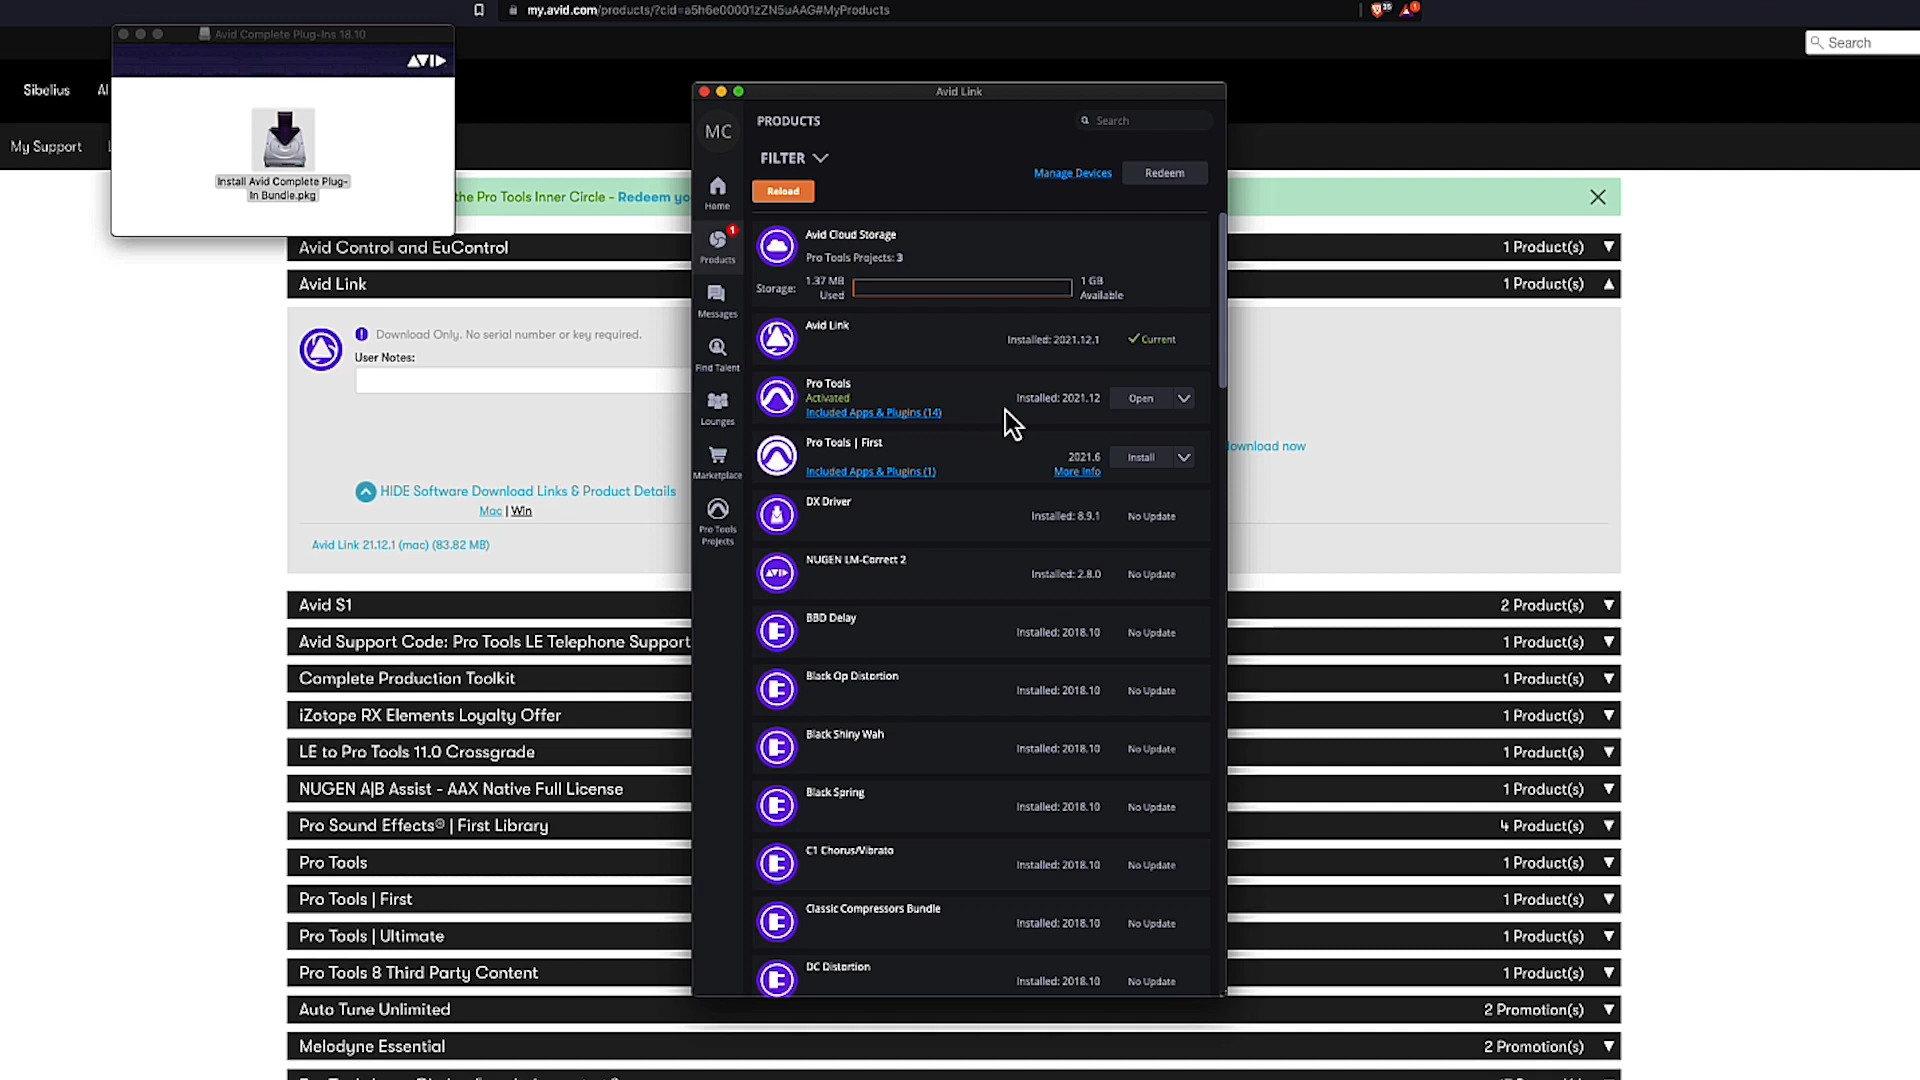 my.avid.com/products/?cid=a5h6e00001zZN5uAAG#MyProducts
Avid Complete Plug-Ins 18.10
AVID
Install Avid Complete Plug-
In Bundle.pkg
Search
Sibelius
My Support
the Pro Tools Inner Circle - Redeem yo
Avid Control and EuControl
1 Product(s)
Avid Link
1 Product(s)
Download Only. No serial number or key required.
User Notes:
download now
HIDE Software Download Links & Product Details
Mac | Win
Avid Link 21.12.1 (mac) (83.82 MB)
Avid S1
2 Product(s)
Avid Support Code: Pro Tools LE Telephone Support
1 Product(s)
Complete Production Toolkit
1 Product(s)
iZotope RX Elements Loyalty Offer
1 Product(s)
LE to Pro Tools 11.0 Crossgrade
1 Product(s)
NUGEN A|B Assist - AAX Native Full License
1 Product(s)
Pro Sound Effects® | First Library
4 Product(s)
Pro Tools
1 Product(s)
Pro Tools | First
1 Product(s)
Pro Tools | Ultimate
1 Product(s)
Pro Tools 8 Third Party Content
1 Product(s)
Auto Tune Unlimited
2 Promotion(s)
Melodyne Essential
2 Promotion(s)
Avid Link
MC
Home
1
Products
Messages
Find Talent
Lounges
Marketplace
Pro Tools
Projects
PRODUCTS
Search
FILTER
Manage Devices
Redeem
Reload
Avid Cloud Storage
Pro Tools Projects: 3
Storage:
1.37 MB
Used
1 GB
Available
Avid Link
Installed: 2021.12.1
Current
Pro Tools
Activated
Included Apps & Plugins (14)
Installed: 2021.12
Open
Pro Tools | First
Included Apps & Plugins (1)
2021.6
More Info
Install
DX Driver
Installed: 8.9.1
No Update
NUGEN LM-Correct 2
Installed: 2.8.0
No Update
BBD Delay
Installed: 2018.10
No Update
Black Op Distortion
Installed: 2018.10
No Update
Black Shiny Wah
Installed: 2018.10
No Update
Black Spring
Installed: 2018.10
No Update
C1 Chorus/Vibrato
Installed: 2018.10
No Update
Classic Compressors Bundle
Installed: 2018.10
No Update
DC Distortion
Installed: 2018.10
No Update